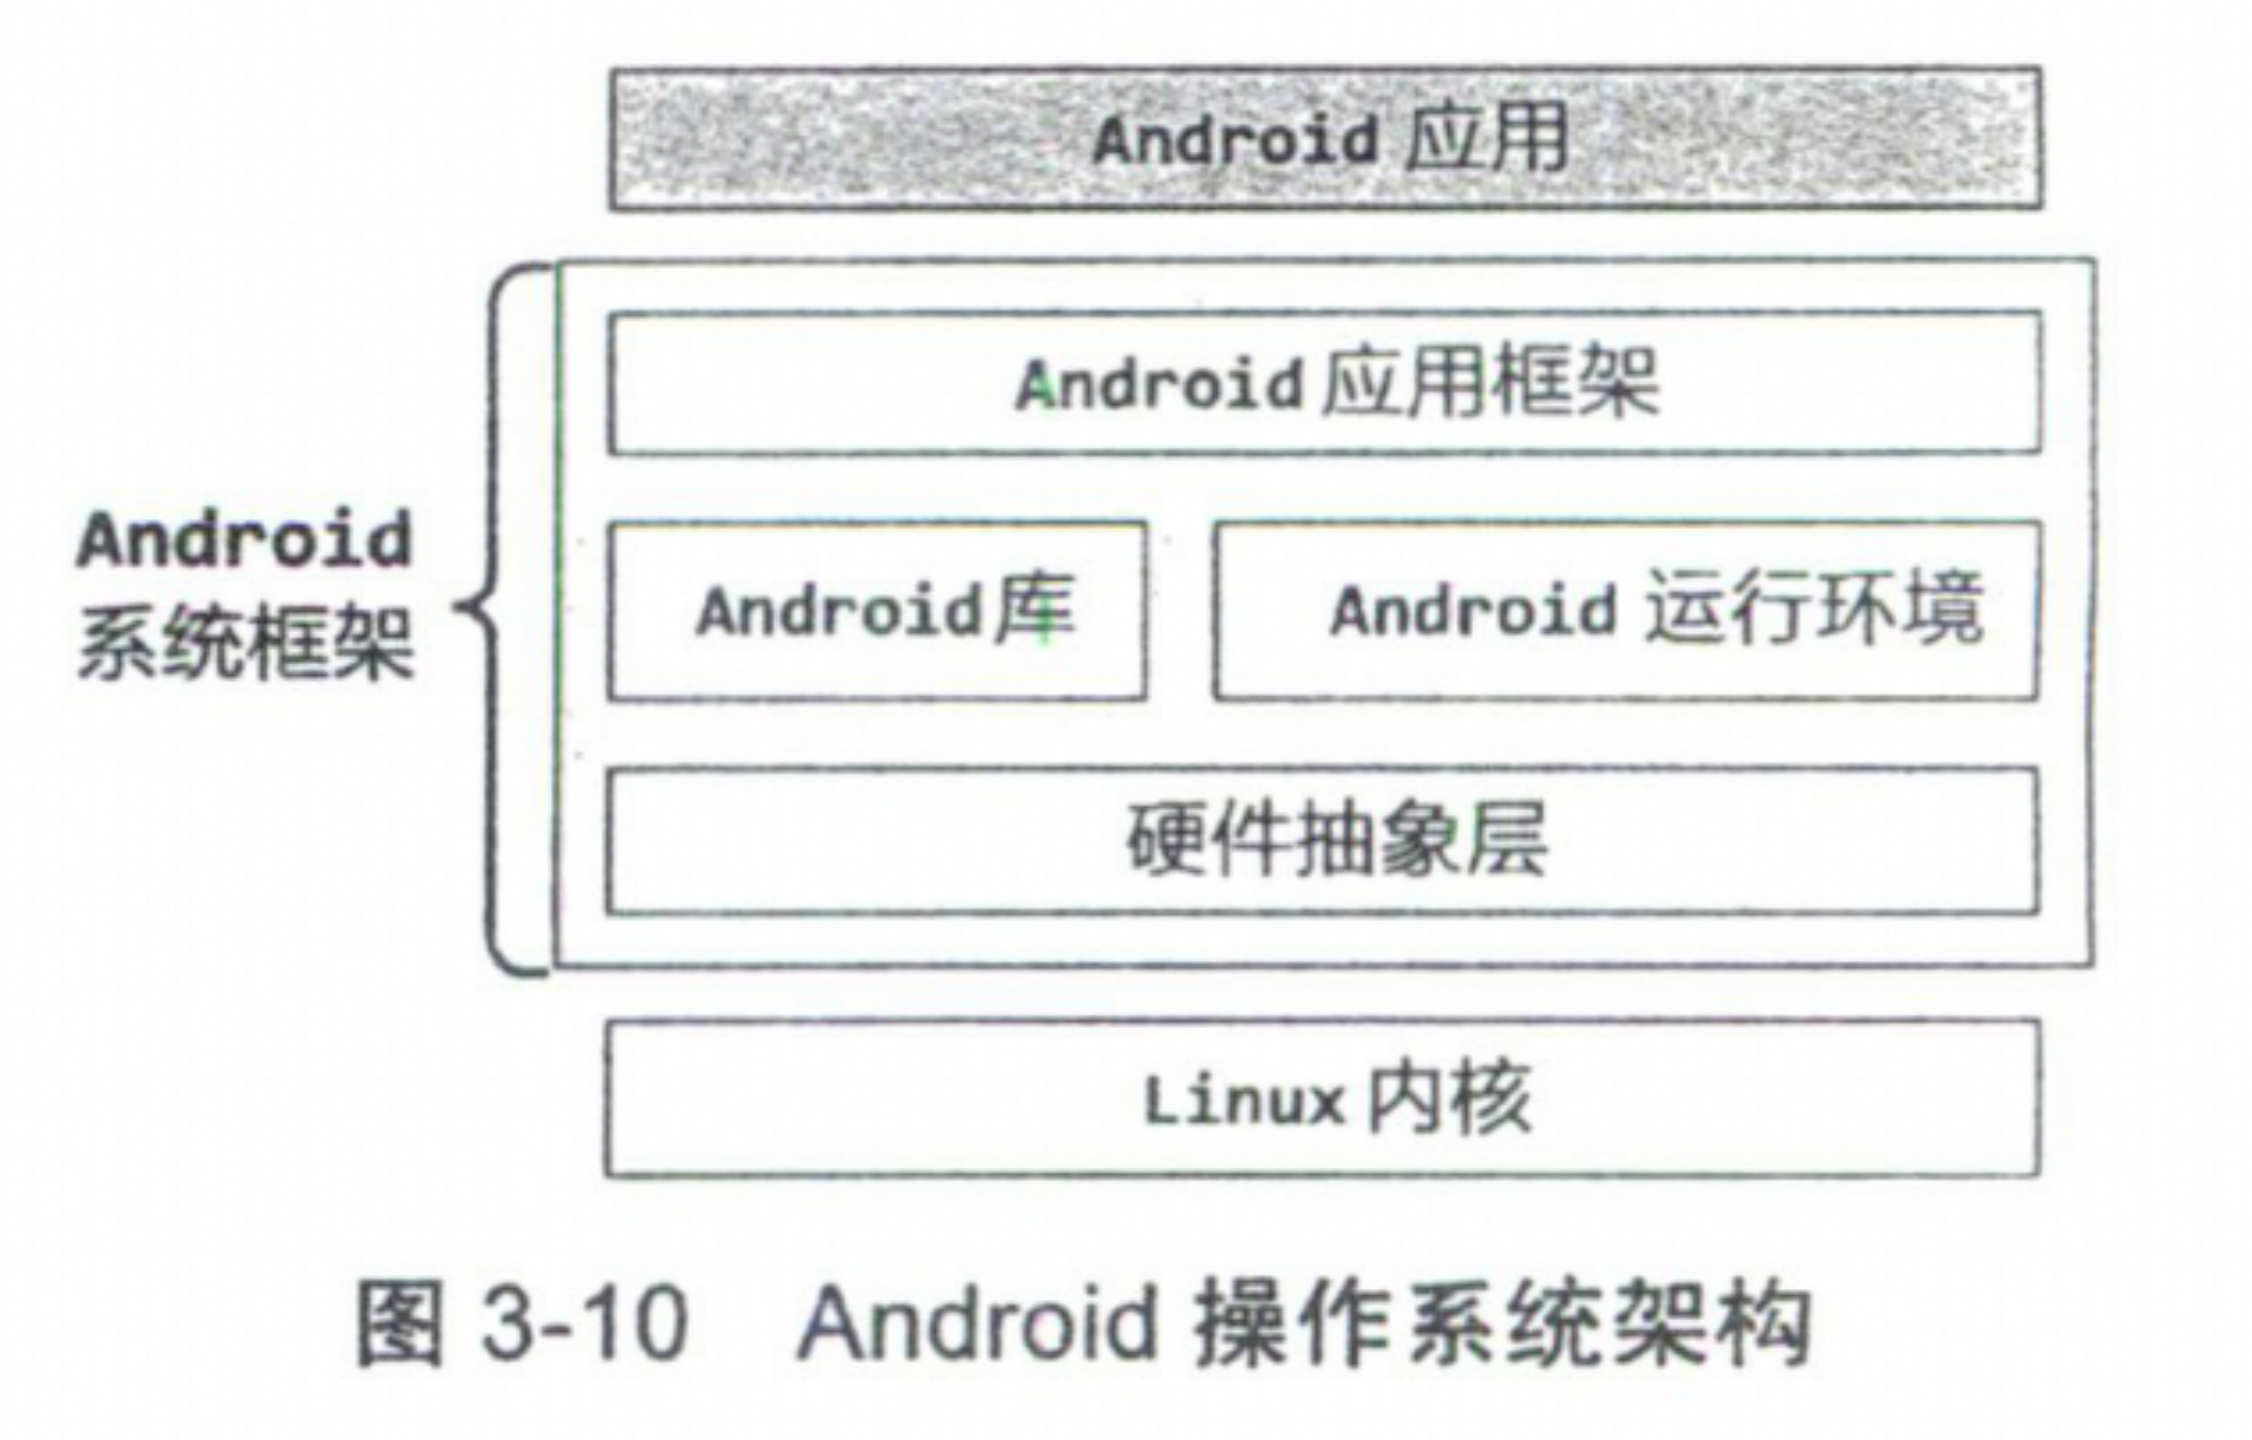 Android 应用
Android 应用框架
Android
系统框架
Android库
Android 运行环境
硬件抽象层
Linux 内核
图 3-10 Android 操作系统架构